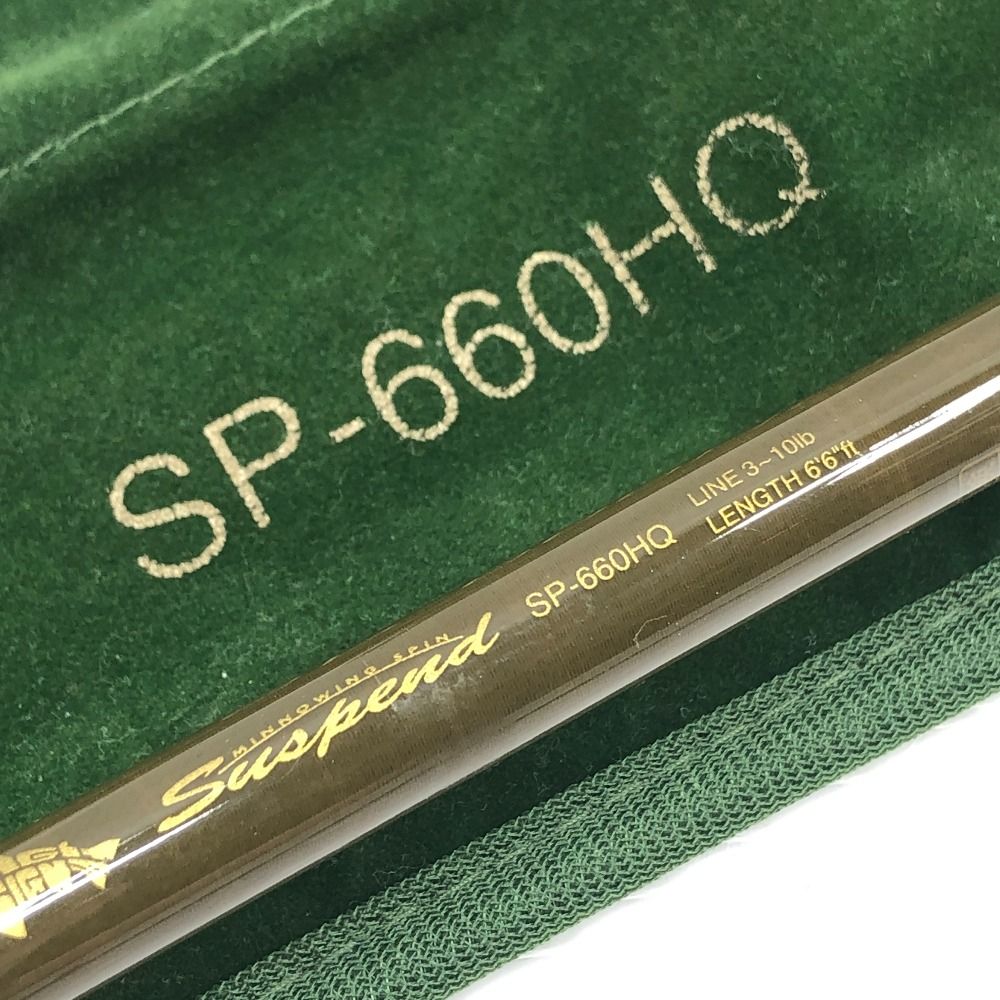 SP-660HQ
LINE 3~10lb
SP-660HQ LENGTH 6'6"ft
MINNOWING SPIN
Suspend